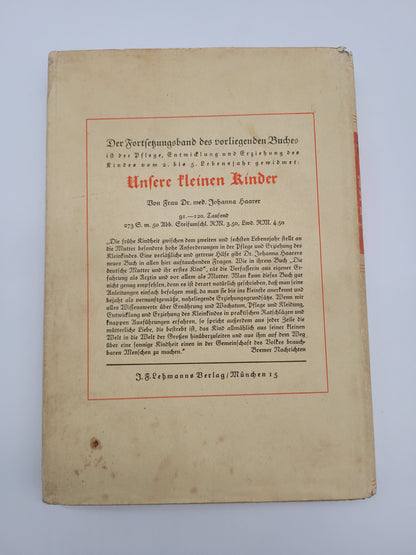 Der Fortsetzungsband des vorliegenden Buches
ist der Pflege, Entwicklung und Erziehung des
Kindes vom 2. bis 5. Lebensjahr gewidmet:
Unsere kleinen Kinder
Von Frau Dr. med. Johanna Haarer
91.—120. Tausend
273 S. m. 50 Abb. Steifumschl. RM. 3.50, Lwd. RM. 4.50
„Die frühe Kindheit zwischen dem zweiten und sechsten Lebensjahr stellt an
die Mutter besonders hohe Anforderungen in der Pflege und Erziehung des
Kleinkindes. Eine verläßliche und getreue Hilfe gibt Dr. Johanna Haarers
neues Buch in allen hier auftauchenden Fragen. Wie in ihrem Buch „Die
deutsche Mutter und ihr erstes Kind“, rät die Verfasserin aus eigener Er-
fahrung als Ärztin und vor allem als Mutter. Man kann dieses Buch gar
nicht genug empfehlen, denn es ist derart natürlich geschrieben, daß man seine
Anleitungen einfach befolgen muß, da man sie bis ins kleinste anerkennt und
bejaht als vernunftgemäße, naheliegende Erziehungsgrundsätze. Wenn wir
alles Wissenswerte über Ernährung und Wachstum, Pflege und Kleidung,
Entwicklung und Erziehung des Kleinkindes in praktischen Ratschlägen und
knappen Ausführungen erfahren, so spricht außerdem aus jeder Zeile die
mütterliche Liebe, die bestrebt ist, das Kind allmählich aus seiner kleinen
Welt in die Welt der Großen hinüberzuleiten und aus ihm auf dem Weg
über eine sonnige Kindheit einen in der Gemeinschaft des Volkes brauch-
baren Menschen zu machen.“ Bremer Nachrichten
J. F. Lehmanns Verlag / München 15